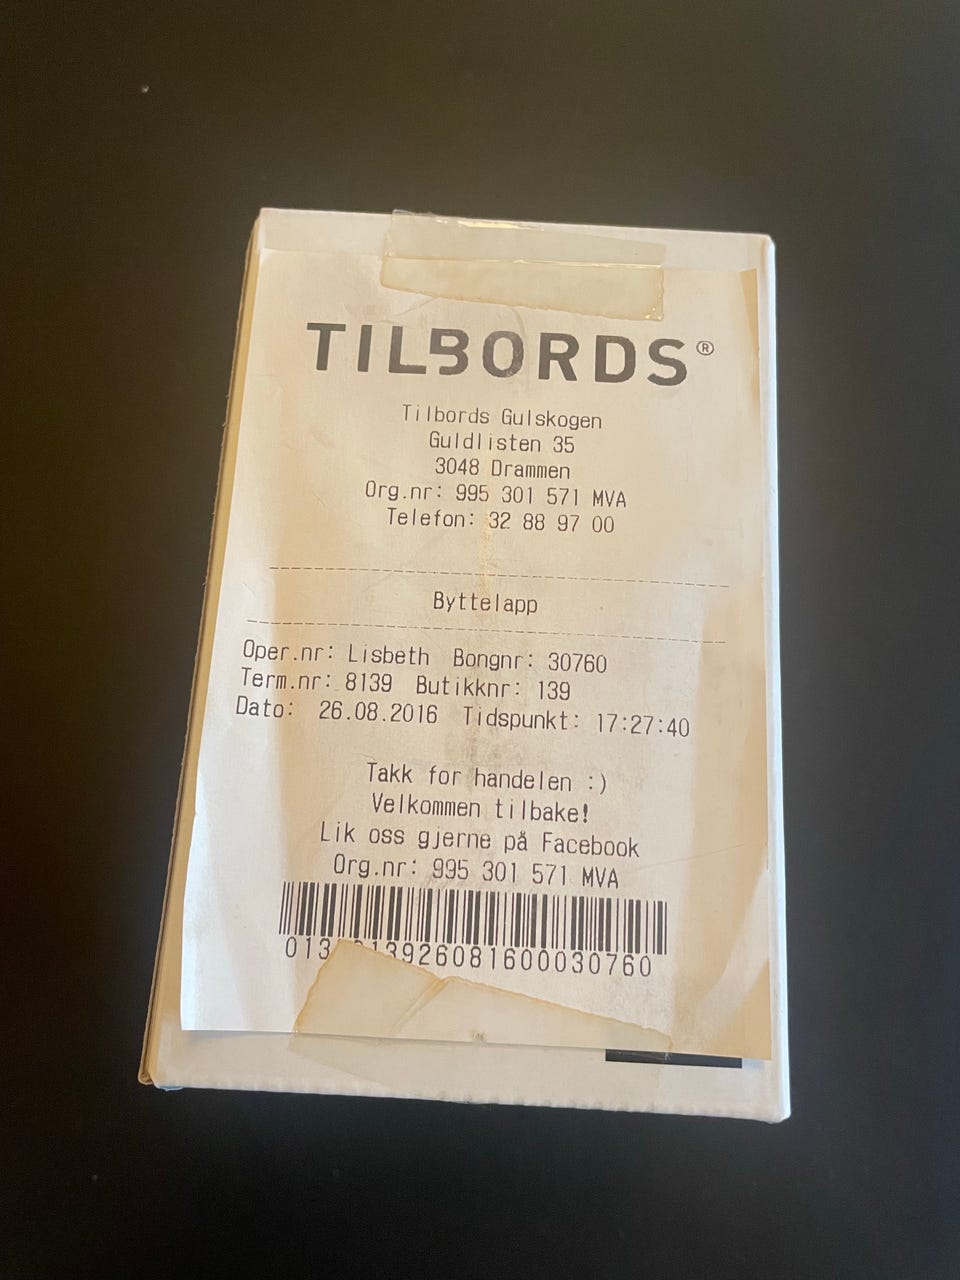 TILBORDS®
Tilbords Gulskogen
Guldlisten 35
3048 Drammen
Org.nr: 995 301 571 MVA
Telefon: 32 88 97 00
Byttelapp
Oper.nr: Lisbeth Bongnr: 30760
Term.nr: 8139 Butikknr: 139
Dato: 26.08.2016 Tidspunkt: 17:27:40
Takk for handelen :)
Velkommen tilbake!
Lik oss gjerne på Facebook
Org.nr: 995 301 571 MVA